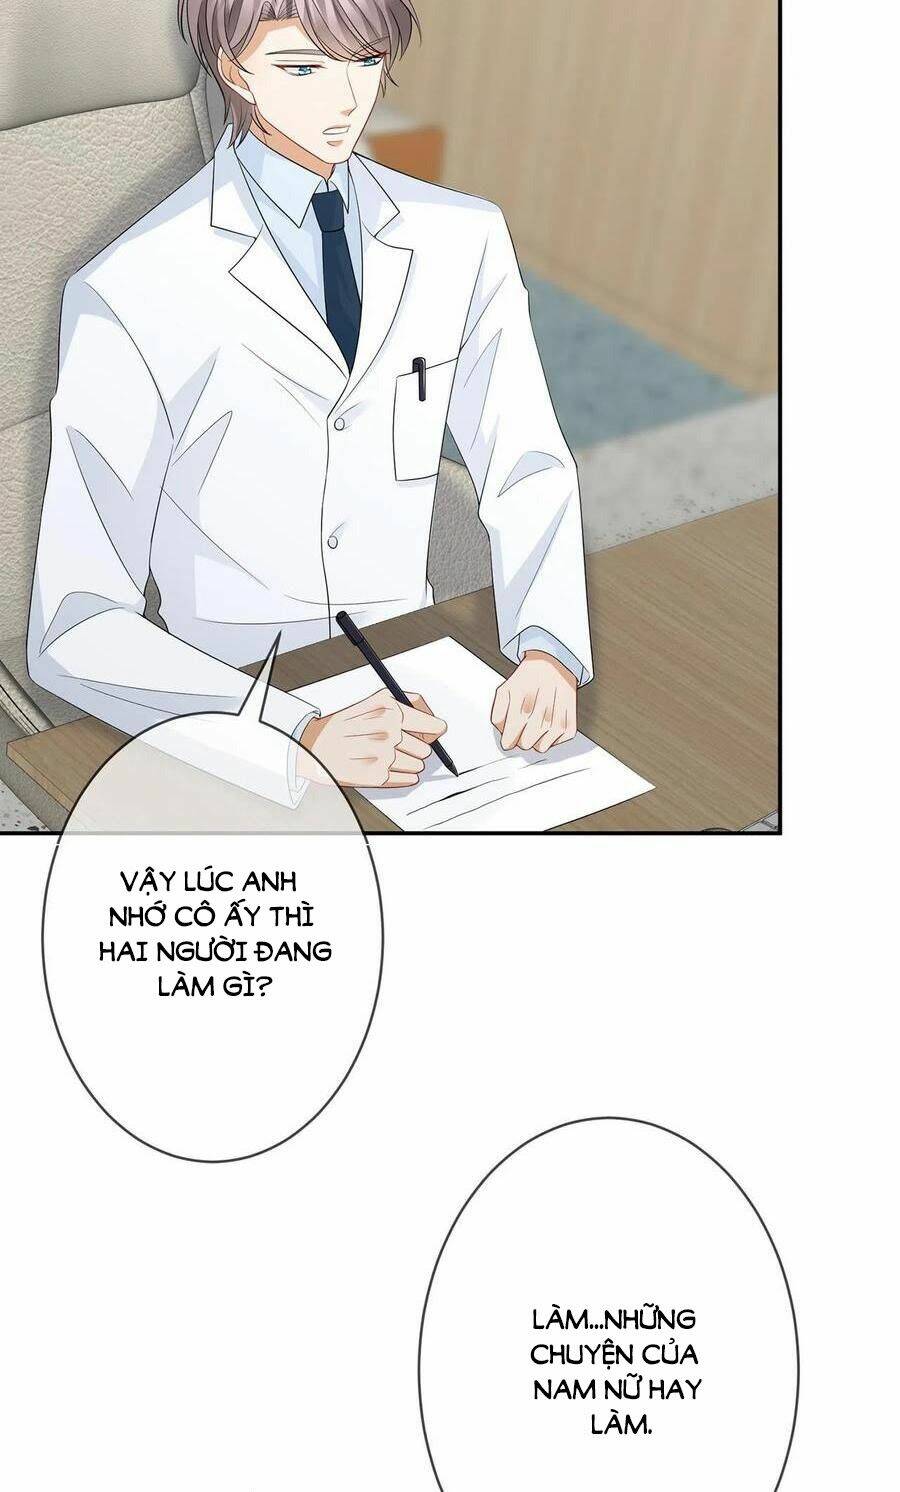 VẬY LÚC ANH
NHỚ CÔ ẤY THÌ
HAI NGƯỜI ĐANG
LÀM GÌ?
LÀM...NHỮNG
CHUYỆN CỦA
NAM NỮ HAY
LÀM.